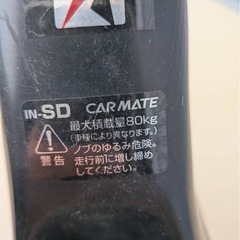 IN-SD CARMATE
最大積載量80kg
(車種により異なります。)
ノブのゆるみ危険。
警告 走行前に増し締め
してください。